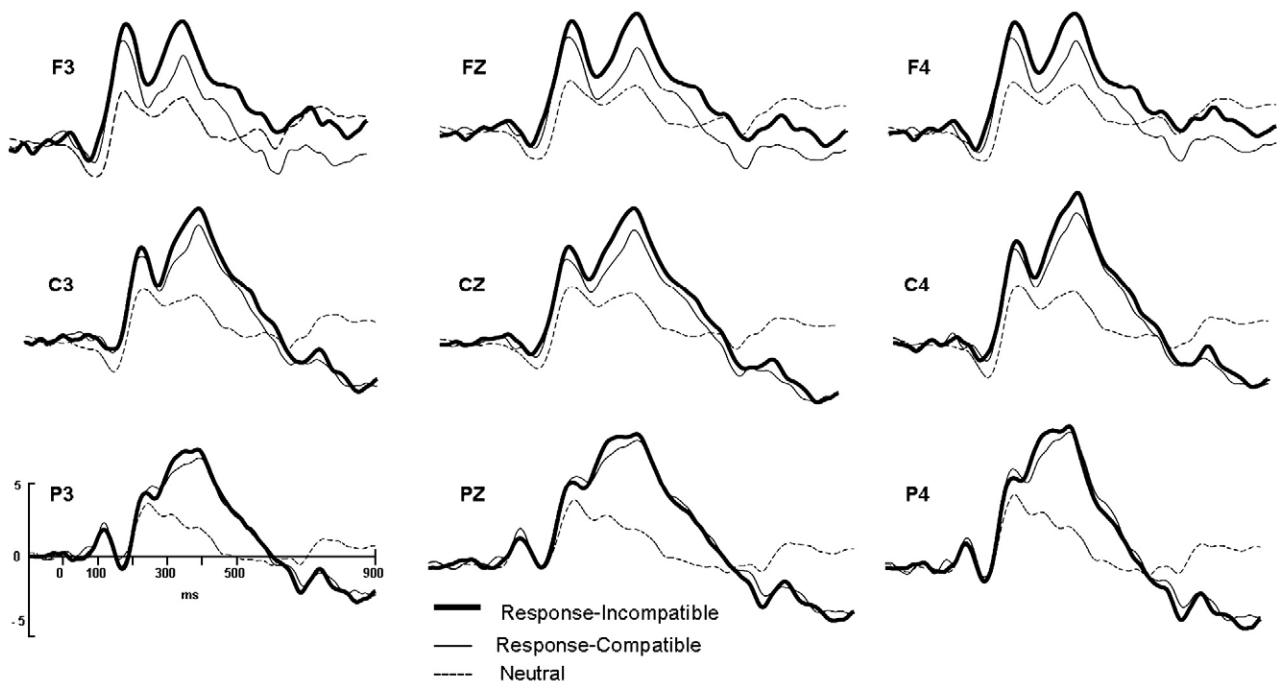 F3
FZ
F4
C3
CZ
C4
P3
PZ
P4
5
0
-5
0 100 300 500 900
ms
Response-Incompatible
Response-Compatible
Neutral